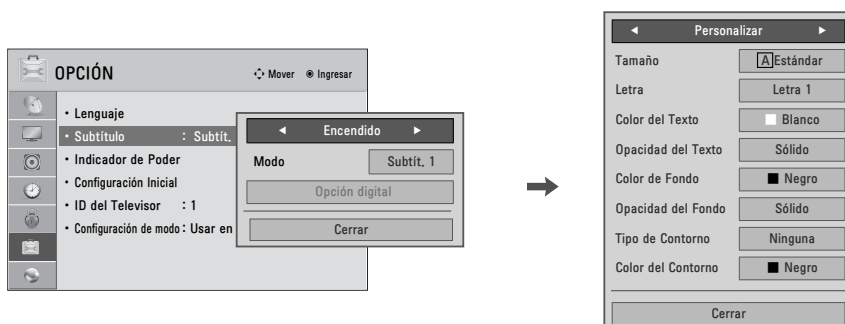 OPCIÓN
Mover
Ingresar
• Lenguaje
• Subtítulo : Subtít.
• Indicador de Poder
• Configuración Inicial
• ID del Televisor : 1
• Configuración de modo : Usar en
◄ Encendido ►
Modo Subtít. 1
Opción digital
Cerrar
◄ Personalizar ►
Tamaño A Estándar
Letra Letra 1
Color del Texto Blanco
Opacidad del Texto Sólido
Color de Fondo Negro
Opacidad del Fondo Sólido
Tipo de Contorno Ninguna
Color del Contorno Negro
Cerrar